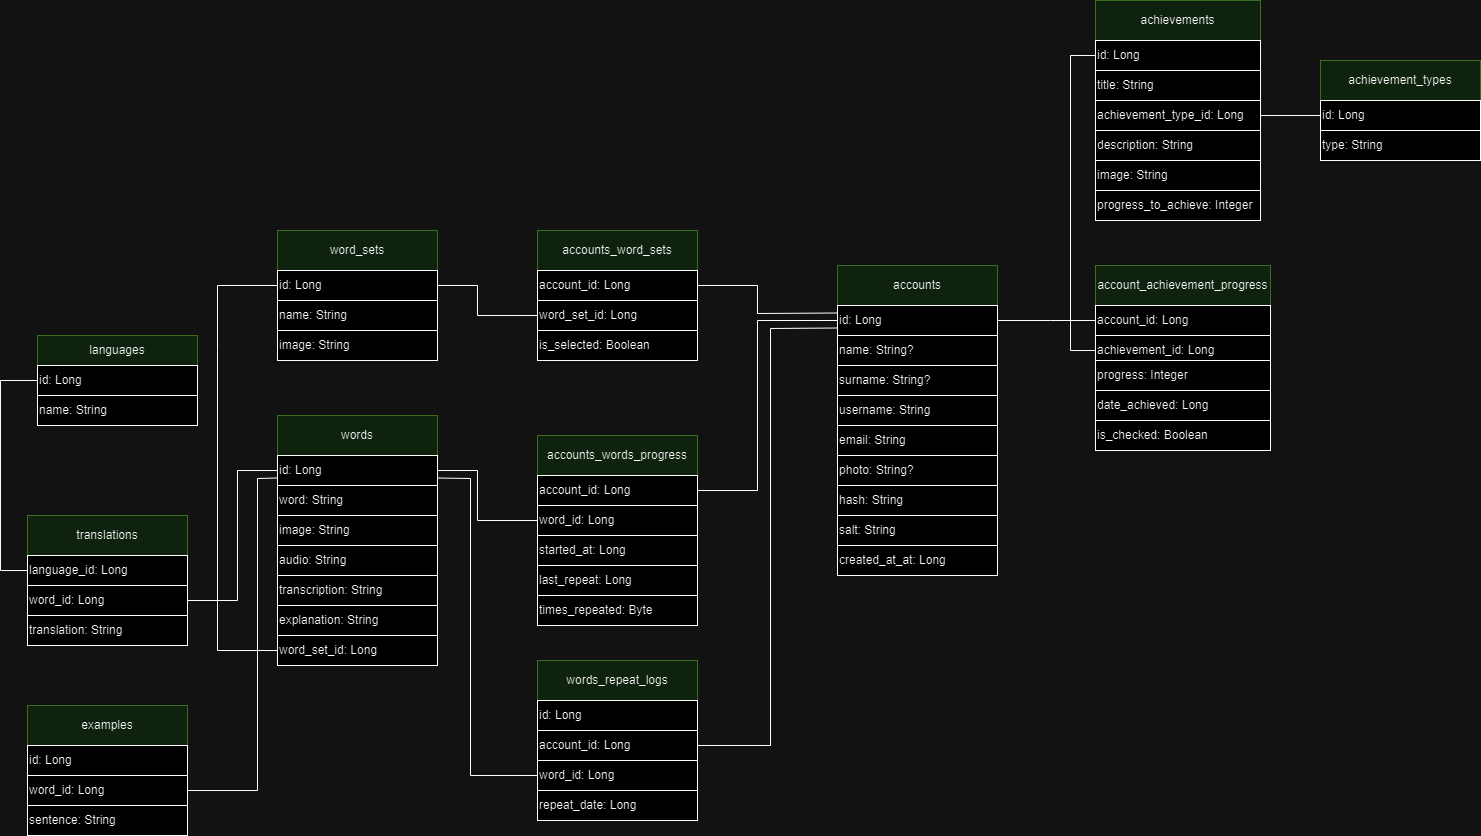 achievements
id: Long
title: String
achievement_type_id: Long
description: String
image: String
progress_to_achieve: Integer
achievement_types
id: Long
type: String
word_sets
id: Long
name: String
image: String
accounts_word_sets
account_id: Long
word_set_id: Long
is_selected: Boolean
accounts
id: Long
name: String?
surname: String?
username: String
email: String
photo: String?
hash: String
salt: String
created_at_at: Long
account_achievement_progress
account_id: Long
achievement_id: Long
progress: Integer
date_achieved: Long
is_checked: Boolean
languages
id: Long
name: String
words
id: Long
word: String
image: String
audio: String
transcription: String
explanation: String
word_set_id: Long
accounts_words_progress
account_id: Long
word_id: Long
started_at: Long
last_repeat: Long
times_repeated: Byte
translations
language_id: Long
word_id: Long
translation: String
words_repeat_logs
id: Long
account_id: Long
word_id: Long
repeat_date: Long
examples
id: Long
word_id: Long
sentence: String